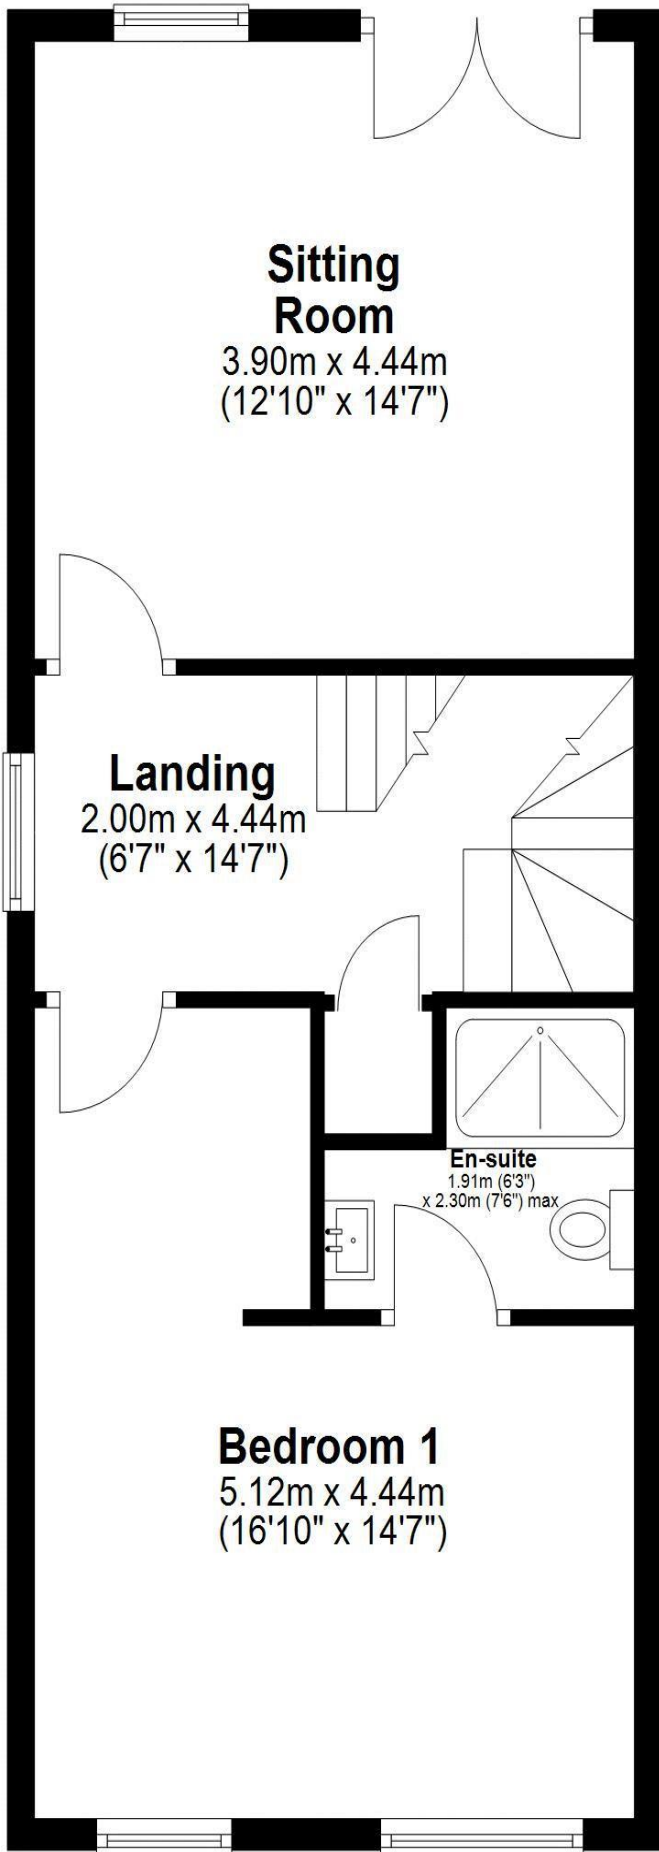 Sitting
Room
3.90m x 4.44m
(12'10" x 14'7")
Landing
2.00m x 4.44m
(6'7" x 14'7")
En-suite
1.91m (6'3")
x 2.30m (7'6") max
Bedroom 1
5.12m x 4.44m
(16'10" x 14'7")